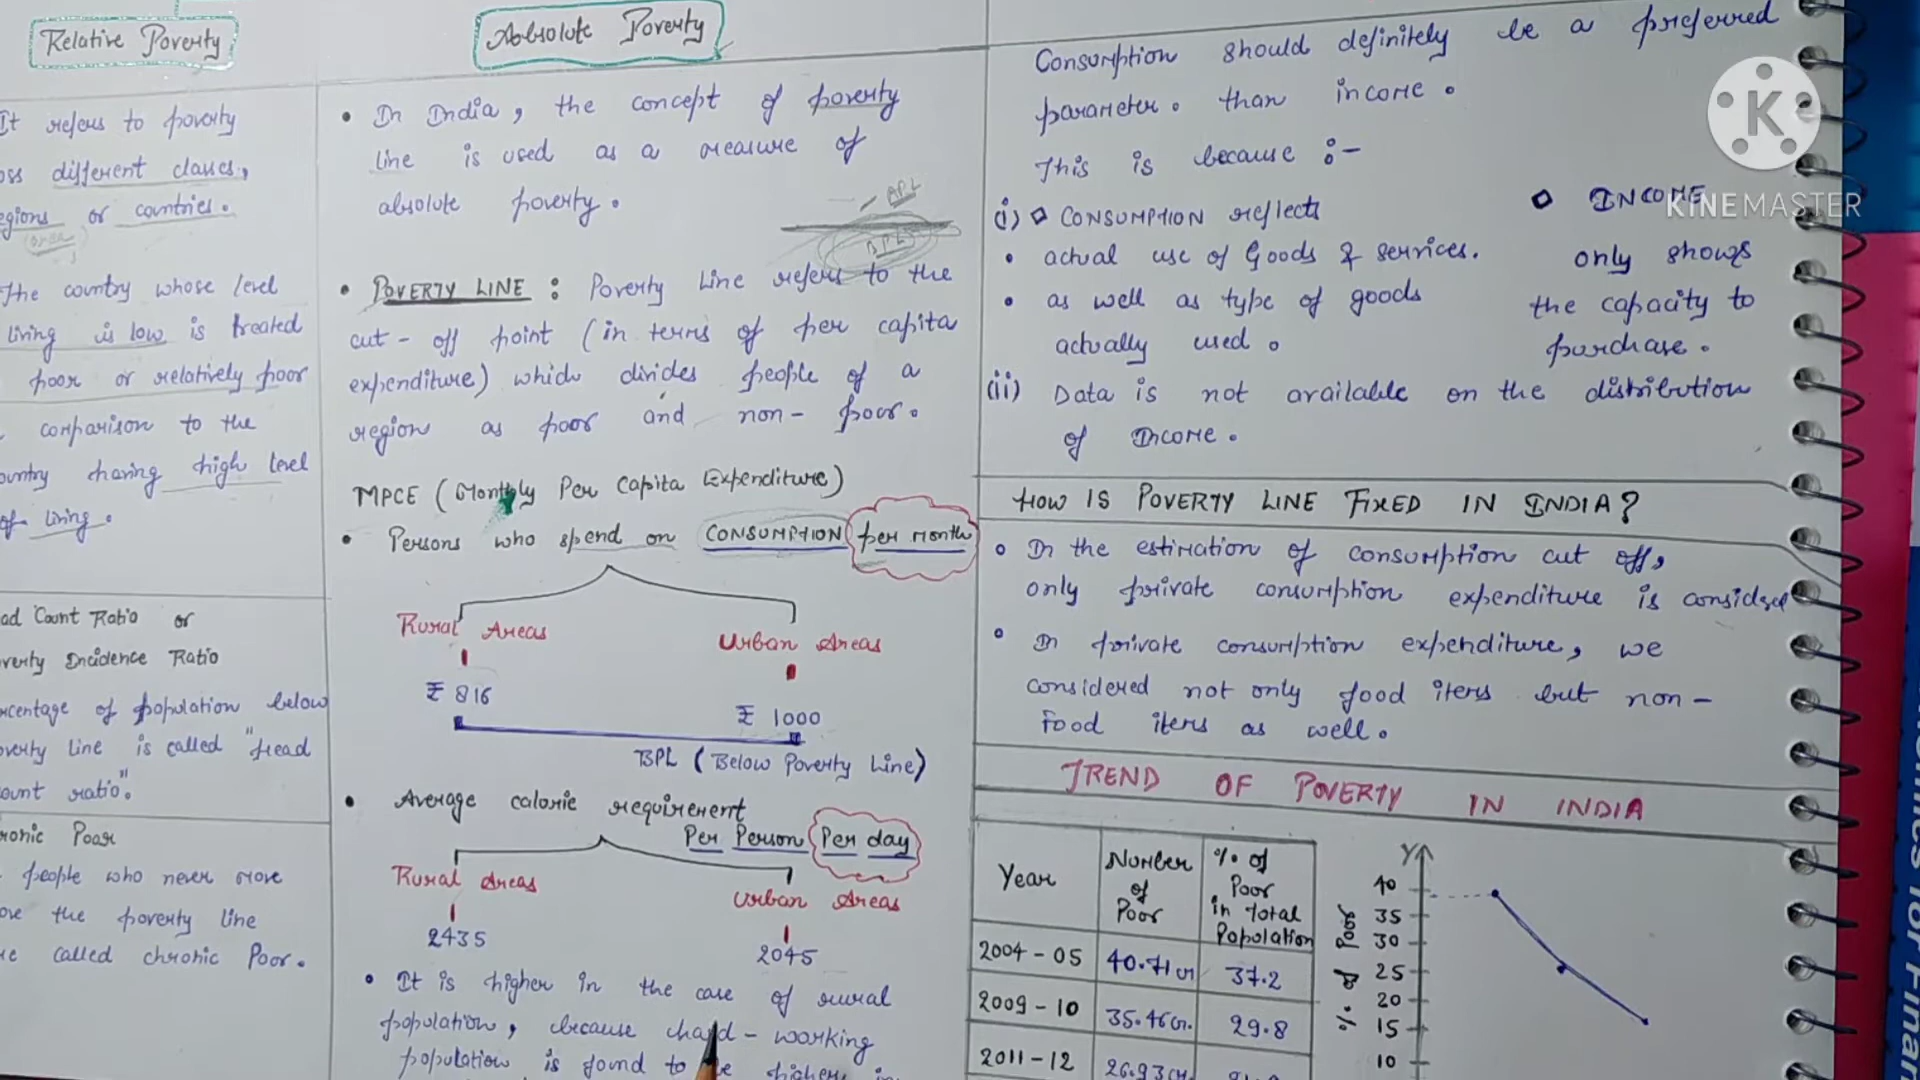 Relative Poverty
It refers to poverty
different classes,
or countries.
(Area)
The country whose level
living is low is treated
poor or relatively poor
comparison to the
having high level
of living.
Count Ratio or
Incidence Ratio
of population below
line is called "Head
ratio".
Poor
people who never move
the poverty line
called chronic Poor.
Absolute Poverty
• In India, the concept of poverty
line is used as a measure of
absolute poverty.
APL
BPL
• POVERTY LINE : Poverty Line refers to the
cut-off point (in terms of per capita
expenditure) which divides people of a
region as poor and non-poor.
MPCE (Monthly Per Capita Expenditure)
• Persons who spend on CONSUMPTION per month
Rural Areas
Urban Areas
₹ 816
₹ 1000
BPL (Below Poverty Line)
• Average calorie requirement
Per Person Per day
Rural Areas
Urban Areas
2435
2045
• It is higher in the case of rural
population, because hard-working
population is found to be higher in
Consumption should definitely be a preferred
parameter. than income.
This is because :-
(i) ◇ CONSUMPTION reflects
• actual use of Goods & services.
• as well as type of goods
actually used.
◇ INCOME
only shows
the capacity to
purchase.
(ii) Data is not available on the distribution
of Income.
HOW IS POVERTY LINE FIXED IN INDIA?
• In the estimation of consumption cut off,
only private consumption expenditure is considered
• In private consumption expenditure, we
considered not only food items but non-
food items as well.
TREND OF POVERTY IN INDIA
Year Number of Poor % of Poor in total Population
2004-05 40.71 cr 37.2
2009-10 35.46 cr. 29.8
2011-12 26.93 cr.
Y
40
35
30
25
20
15
10
% of Poor
K
KINEMASTER